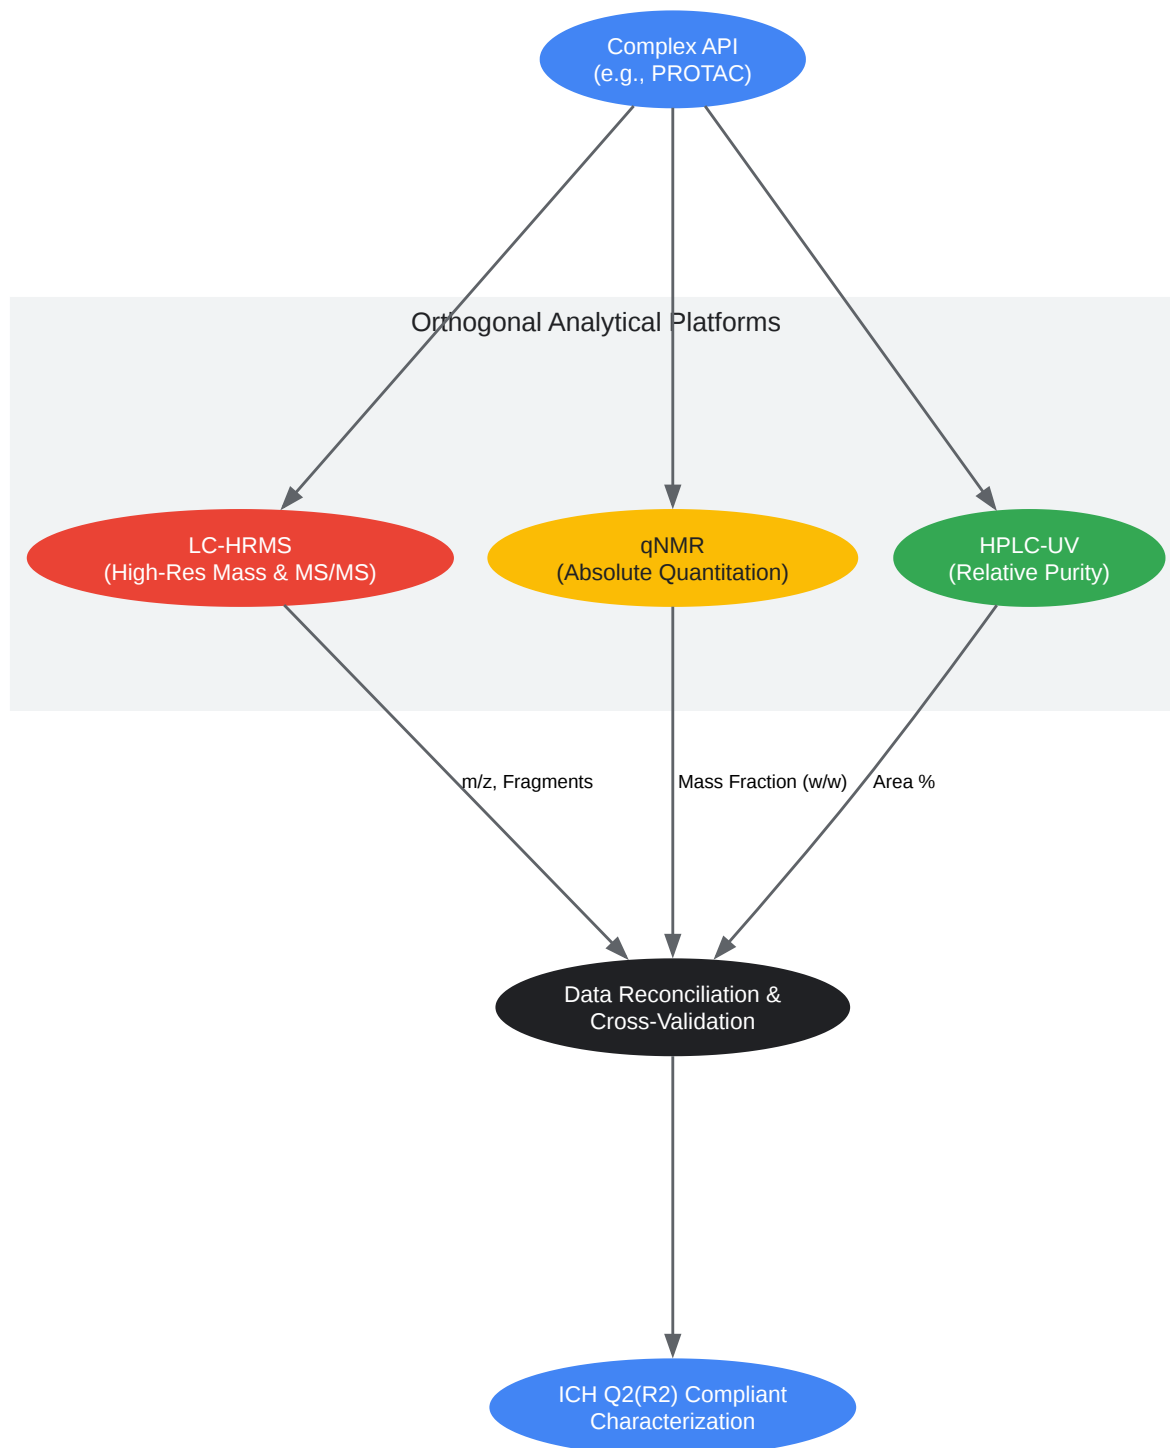 Complex API
(e.g., PROTAC)
Orthogonal Analytical Platforms
LC-HRMS
(High-Res Mass & MS/MS)
qNMR
(Absolute Quantitation)
HPLC-UV
(Relative Purity)
m/z, Fragments
Mass Fraction (w/w)
Area %
Data Reconciliation &
Cross-Validation
ICH Q2(R2) Compliant
Characterization